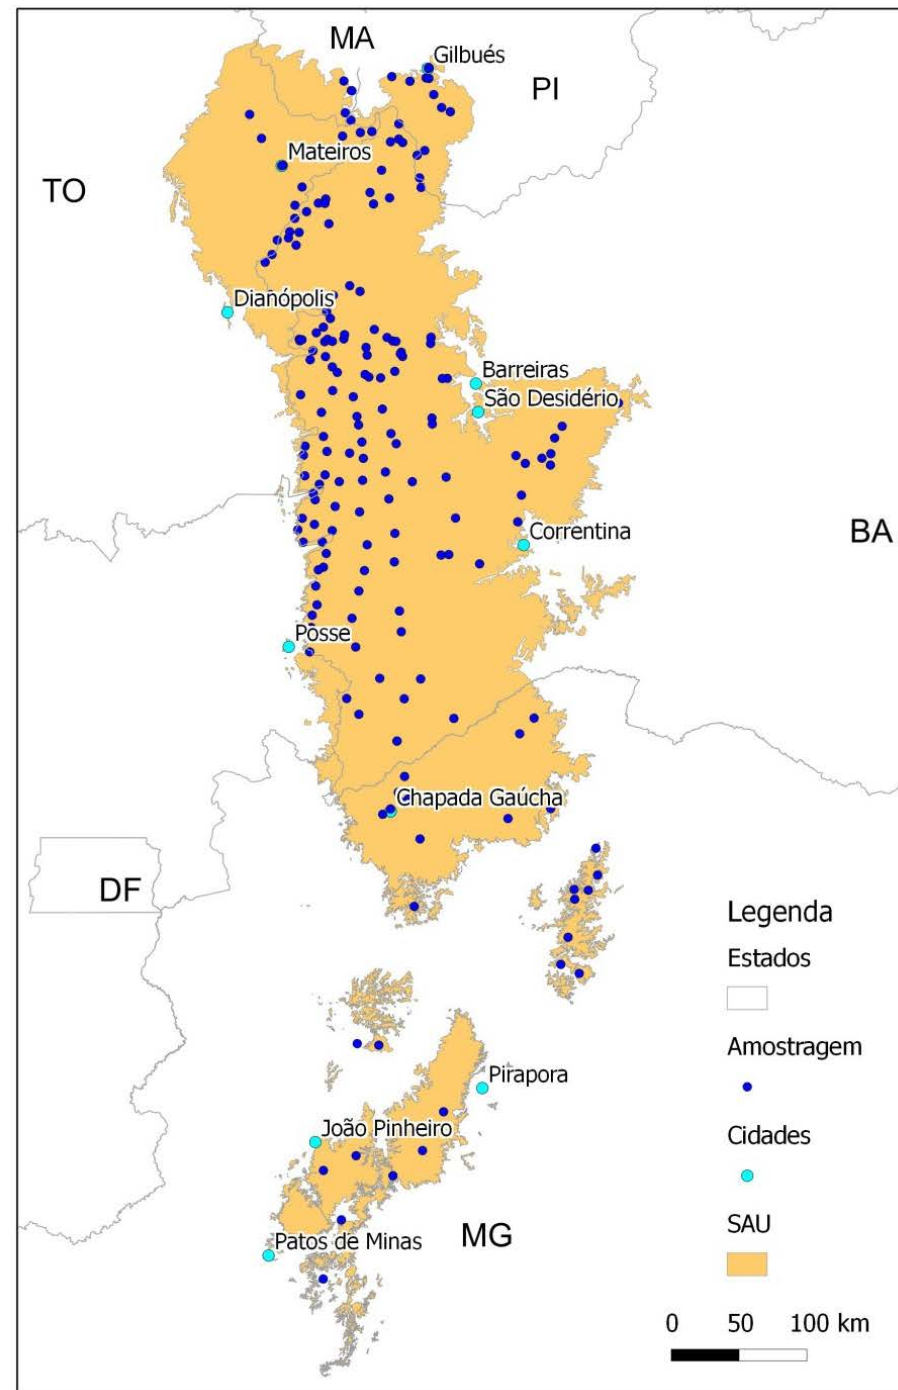 MA
Gilbués
PI
Mateiros
TO
Dianópolis
Barreiras
São Desidério
Correntina
BA
Posse
Chapada Gaúcha
DF
Legenda
Estados
Amostragem
Pirapora
Cidades
João Pinheiro
SAU
Patos de Minas
MG
0 50 100 km